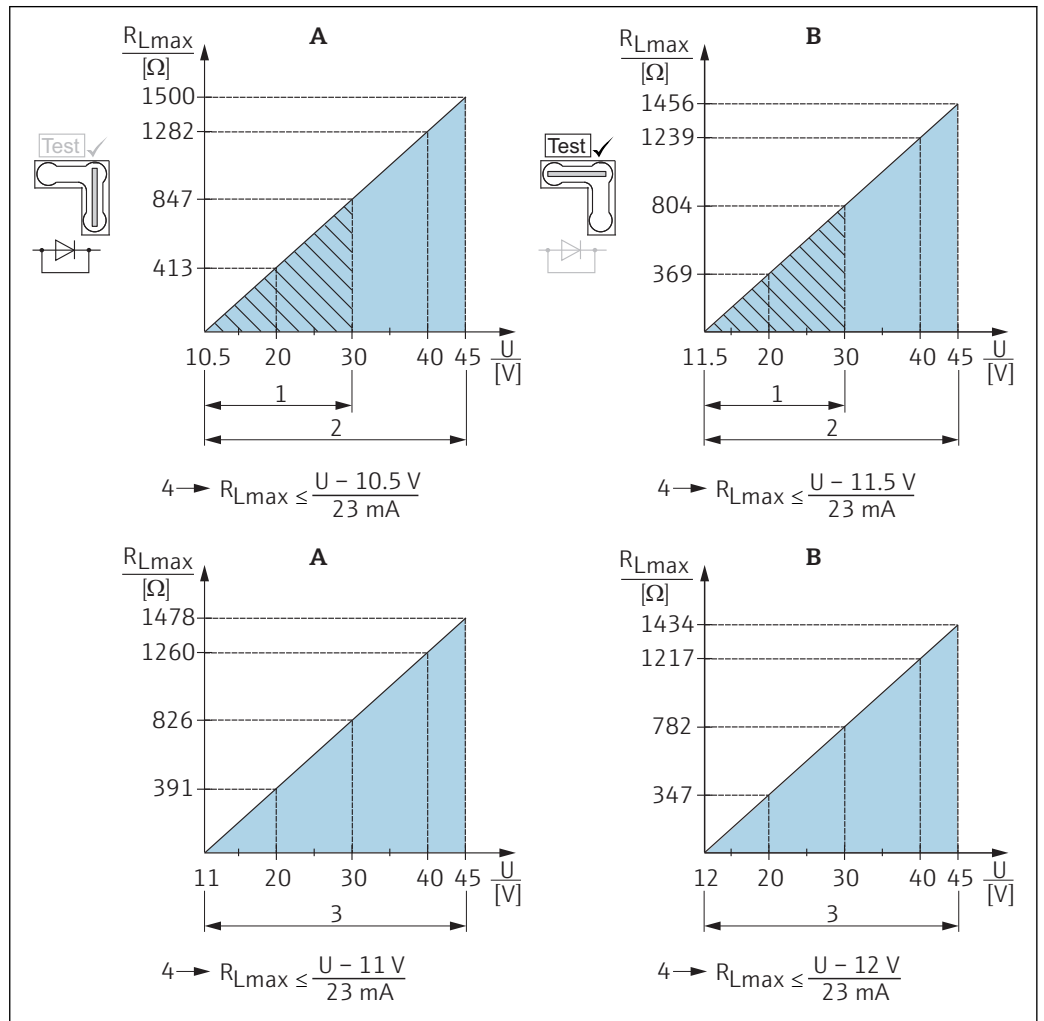 A
R_Lmax
[Ω]
1500
1282
847
413
Test
10.5 20 30 40 45 U
[V]
1
2
4 → R_Lmax ≤ U – 10.5 V
23 mA
B
R_Lmax
[Ω]
1456
1239
804
369
Test
11.5 20 30 40 45 U
[V]
1
2
4 → R_Lmax ≤ U – 11.5 V
23 mA
A
R_Lmax
[Ω]
1478
1260
826
391
11 20 30 40 45 U
[V]
3
4 → R_Lmax ≤ U – 11 V
23 mA
B
R_Lmax
[Ω]
1434
1217
782
347
12 20 30 40 45 U
[V]
3
4 → R_Lmax ≤ U – 12 V
23 mA